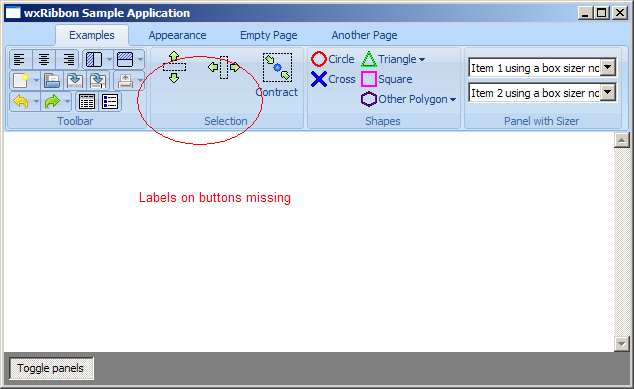 wxRibbon Sample Application
Examples Appearance Empty Page Another Page
Circle Triangle Item 1 using a box sizer no
Cross Square
Contract Other Polygon Item 2 using a box sizer no
Toolbar Selection Shapes Panel with Sizer
Labels on buttons missing
Toggle panels